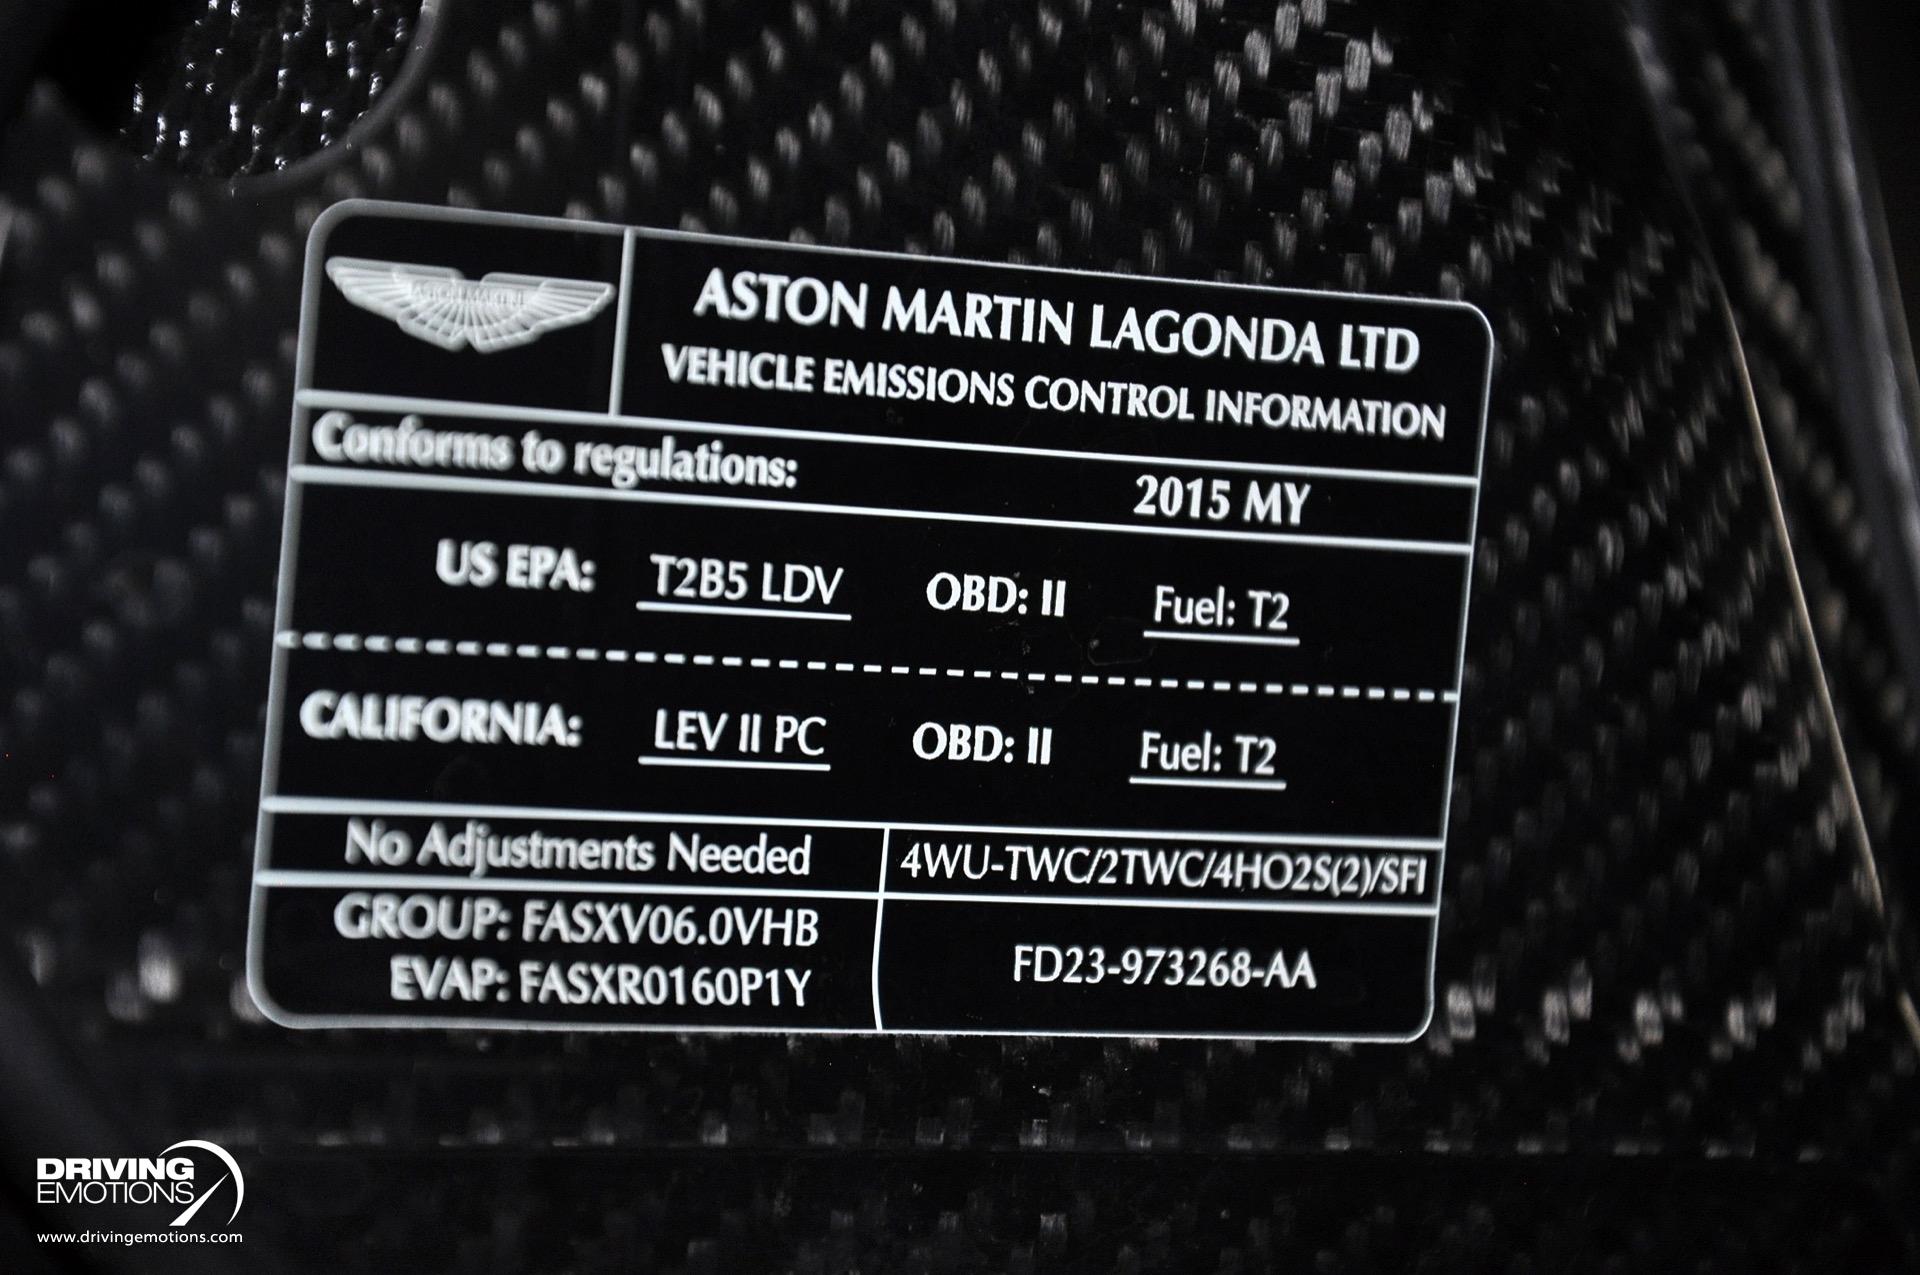 ASTON MARTIN
ASTON MARTIN LAGONDA LTD
VEHICLE EMISSIONS CONTROL INFORMATION
Conforms to regulations: 2015 MY
US EPA: T2B5 LDV OBD: II Fuel: T2
CALIFORNIA: LEV II PC OBD: II Fuel: T2
No Adjustments Needed 4WU-TWC/2TWC/4HO2S(2)/SFI
GROUP: FASXV06.0VHB
EVAP: FASXR0160P1Y
FD23-973268-AA
DRIVING
EMOTIONS
www.drivingemotions.com